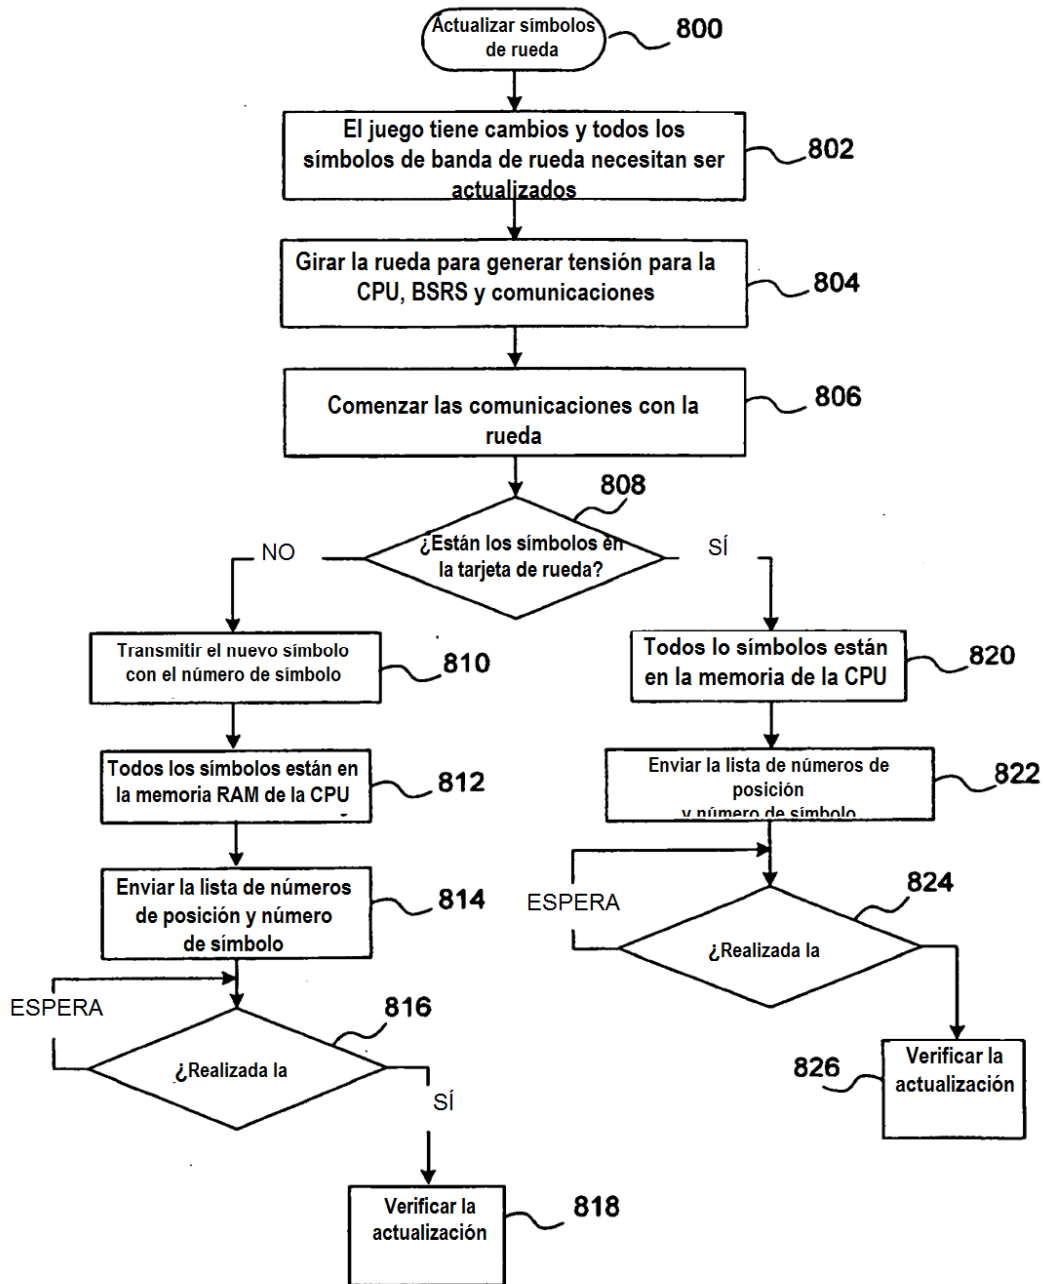 Actualizar símbolos
de rueda
800
El juego tiene cambios y todos los
símbolos de banda de rueda necesitan ser
actualizados
802
Girar la rueda para generar tensión para la
CPU, BSRS y comunicaciones
804
Comenzar las comunicaciones con la
rueda
806
808
¿Están los símbolos en
la tarjeta de rueda?
NO
SÍ
Transmitir el nuevo símbolo
con el número de símbolo
810
Todos los símbolos están en
la memoria RAM de la CPU
812
Enviar la lista de números
de posición y número
de símbolo
814
ESPERA
816
¿Realizada la
SÍ
Verificar la
actualización
818
Todos lo símbolos están
en la memoria de la CPU
820
Enviar la lista de números de
posición
y número de símbolo
822
ESPERA
824
¿Realizada la
826
Verificar la
actualización